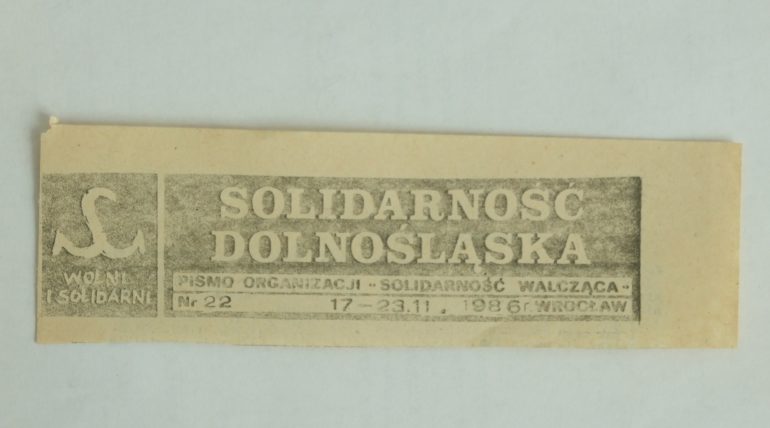 WOLNI
I SOLIDARNI
SOLIDARNOŚĆ
DOLNOŚLĄSKA
PISMO ORGANIZACJI - SOLIDARNOŚĆ WALCZĄCA -
Nr 22 17-23.11. 1986r. WROCŁAW